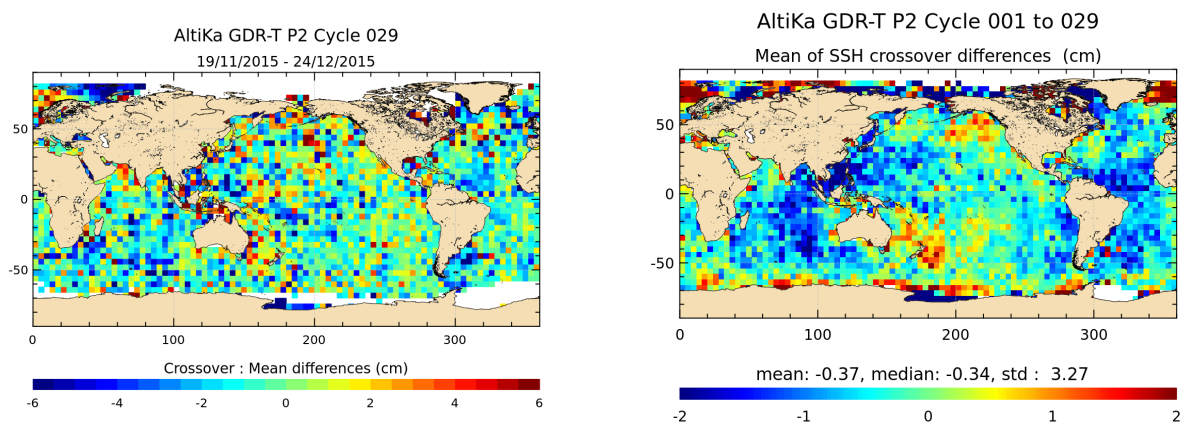 AltiKa GDR-T P2 Cycle 029
19/11/2015 - 24/12/2015
50
0
-50
0 100 200 300
Crossover : Mean differences (cm)
-6 -4 -2 0 2 4 6
AltiKa GDR-T P2 Cycle 001 to 029
Mean of SSH crossover differences (cm)
50
0
-50
0 100 200 300
mean: -0.37, median: -0.34, std : 3.27
-2 -1 0 1 2